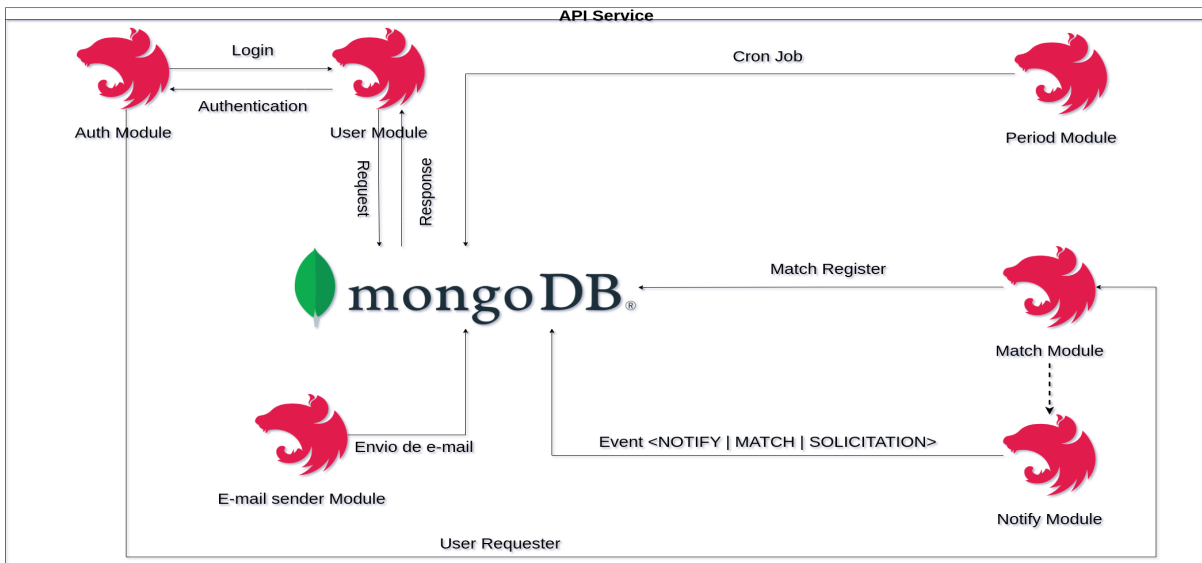 API Service
Login
Cron Job
Authentication
Auth Module
User Module
Period Module
Request
Response
Match Register
mongoDB®
Match Module
Envio de e-mail
Event <NOTIFY | MATCH | SOLICITATION>
E-mail sender Module
Notify Module
User Requester